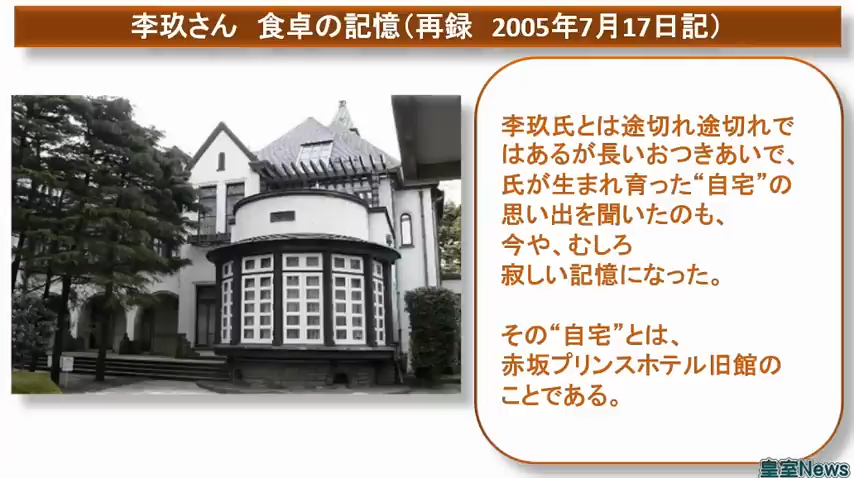 李玖さん　食卓の記憶（再録　2005年7月17日記）
李玖氏とは途切れ途切れで
はあるが長いおつきあいで、
氏が生まれ育った“自宅”の
思い出を聞いたのも、
今や、むしろ
寂しい記憶になった。
その“自宅”とは、
赤坂プリンスホテル旧館の
ことである。
皇室News